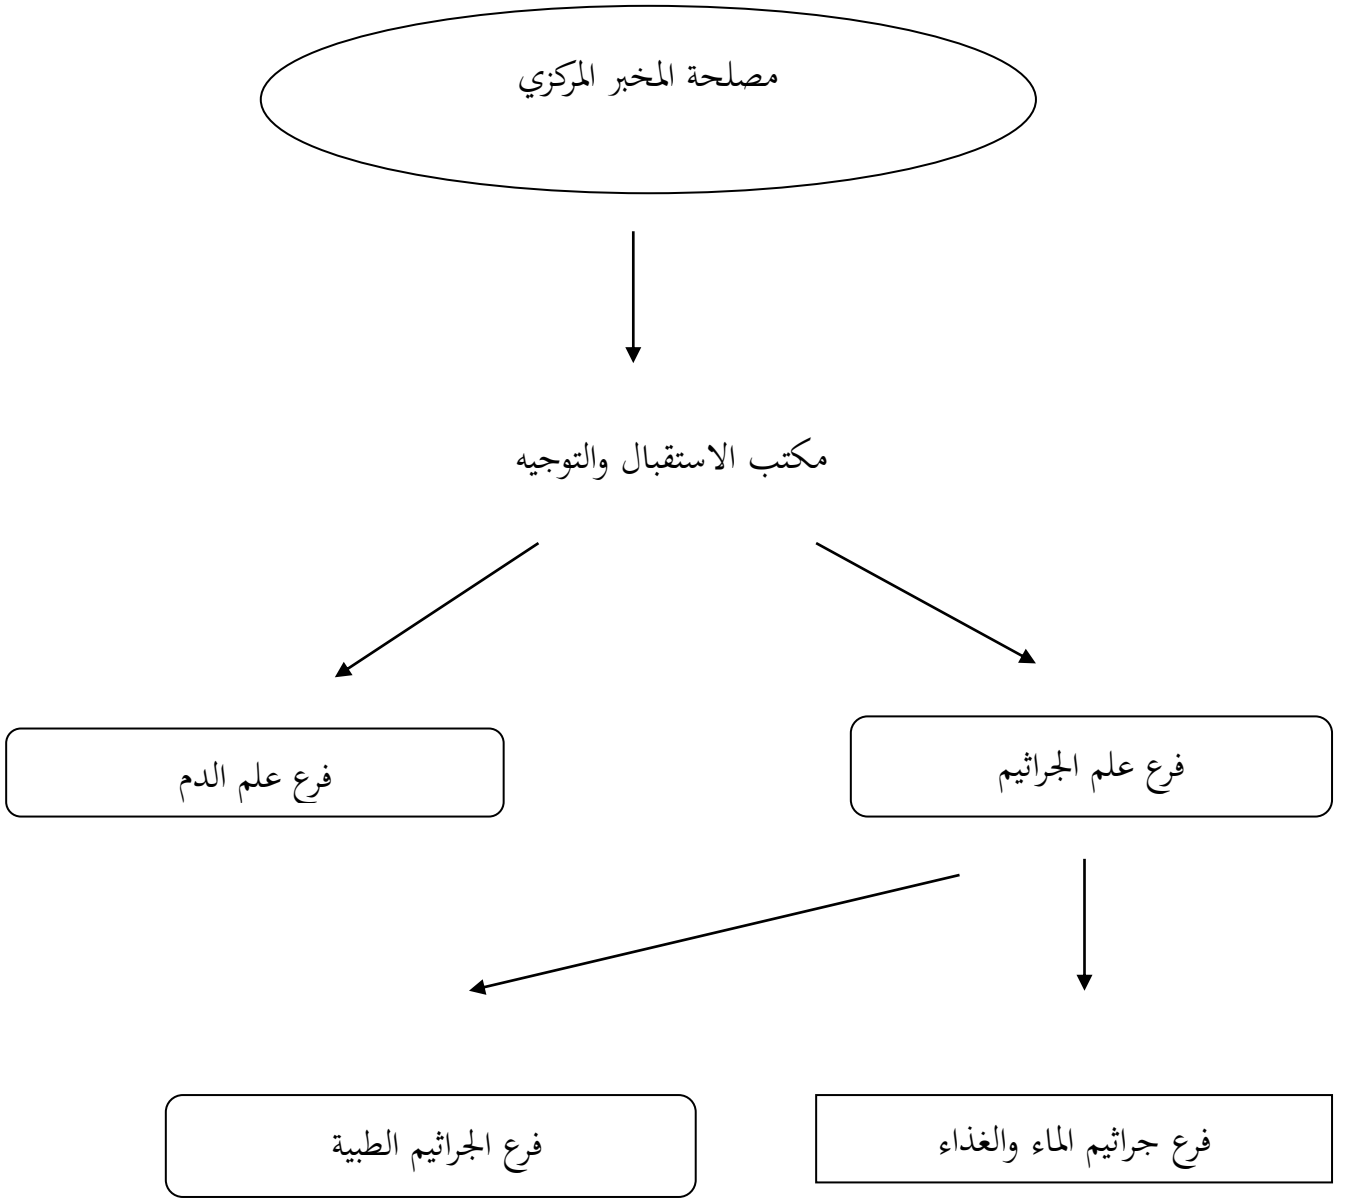 مصلحة المخبر المركزي
مكتب الاستقبال والتوجيه
فرع علم الجراثيم
فرع علم الدم
فرع جراثيم الماء والغذاء
فرع الجراثيم الطبية